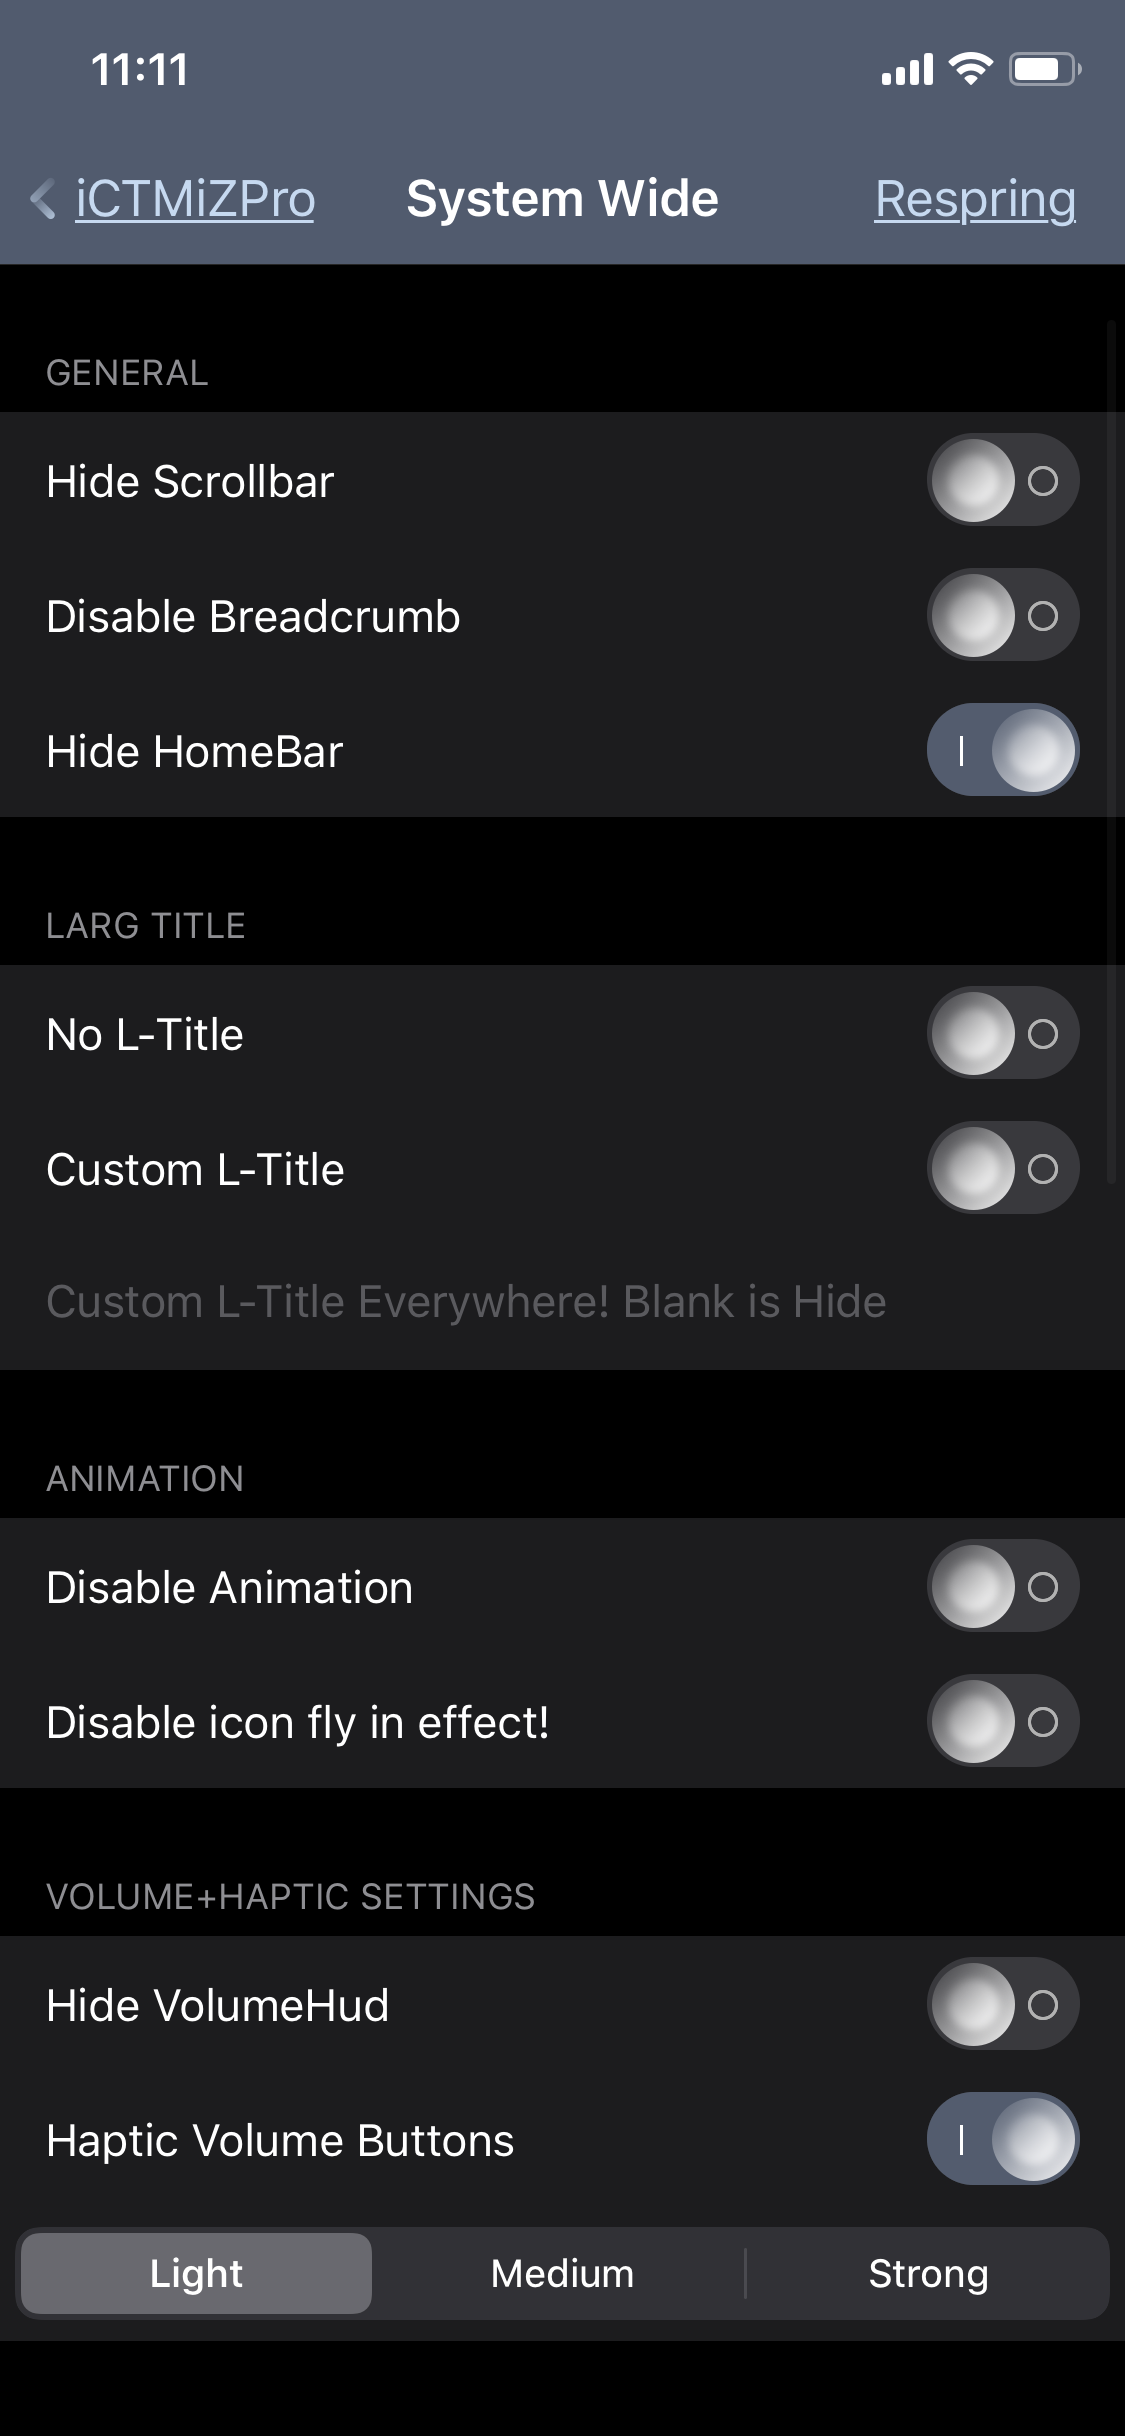 11:11
iCTMiZPro
System Wide
Respring
GENERAL
Hide Scrollbar
Disable Breadcrumb
Hide HomeBar
LARG TITLE
No L-Title
Custom L-Title
Custom L-Title Everywhere! Blank is Hide
ANIMATION
Disable Animation
Disable icon fly in effect!
VOLUME+HAPTIC SETTINGS
Hide VolumeHud
Haptic Volume Buttons
Light
Medium
Strong